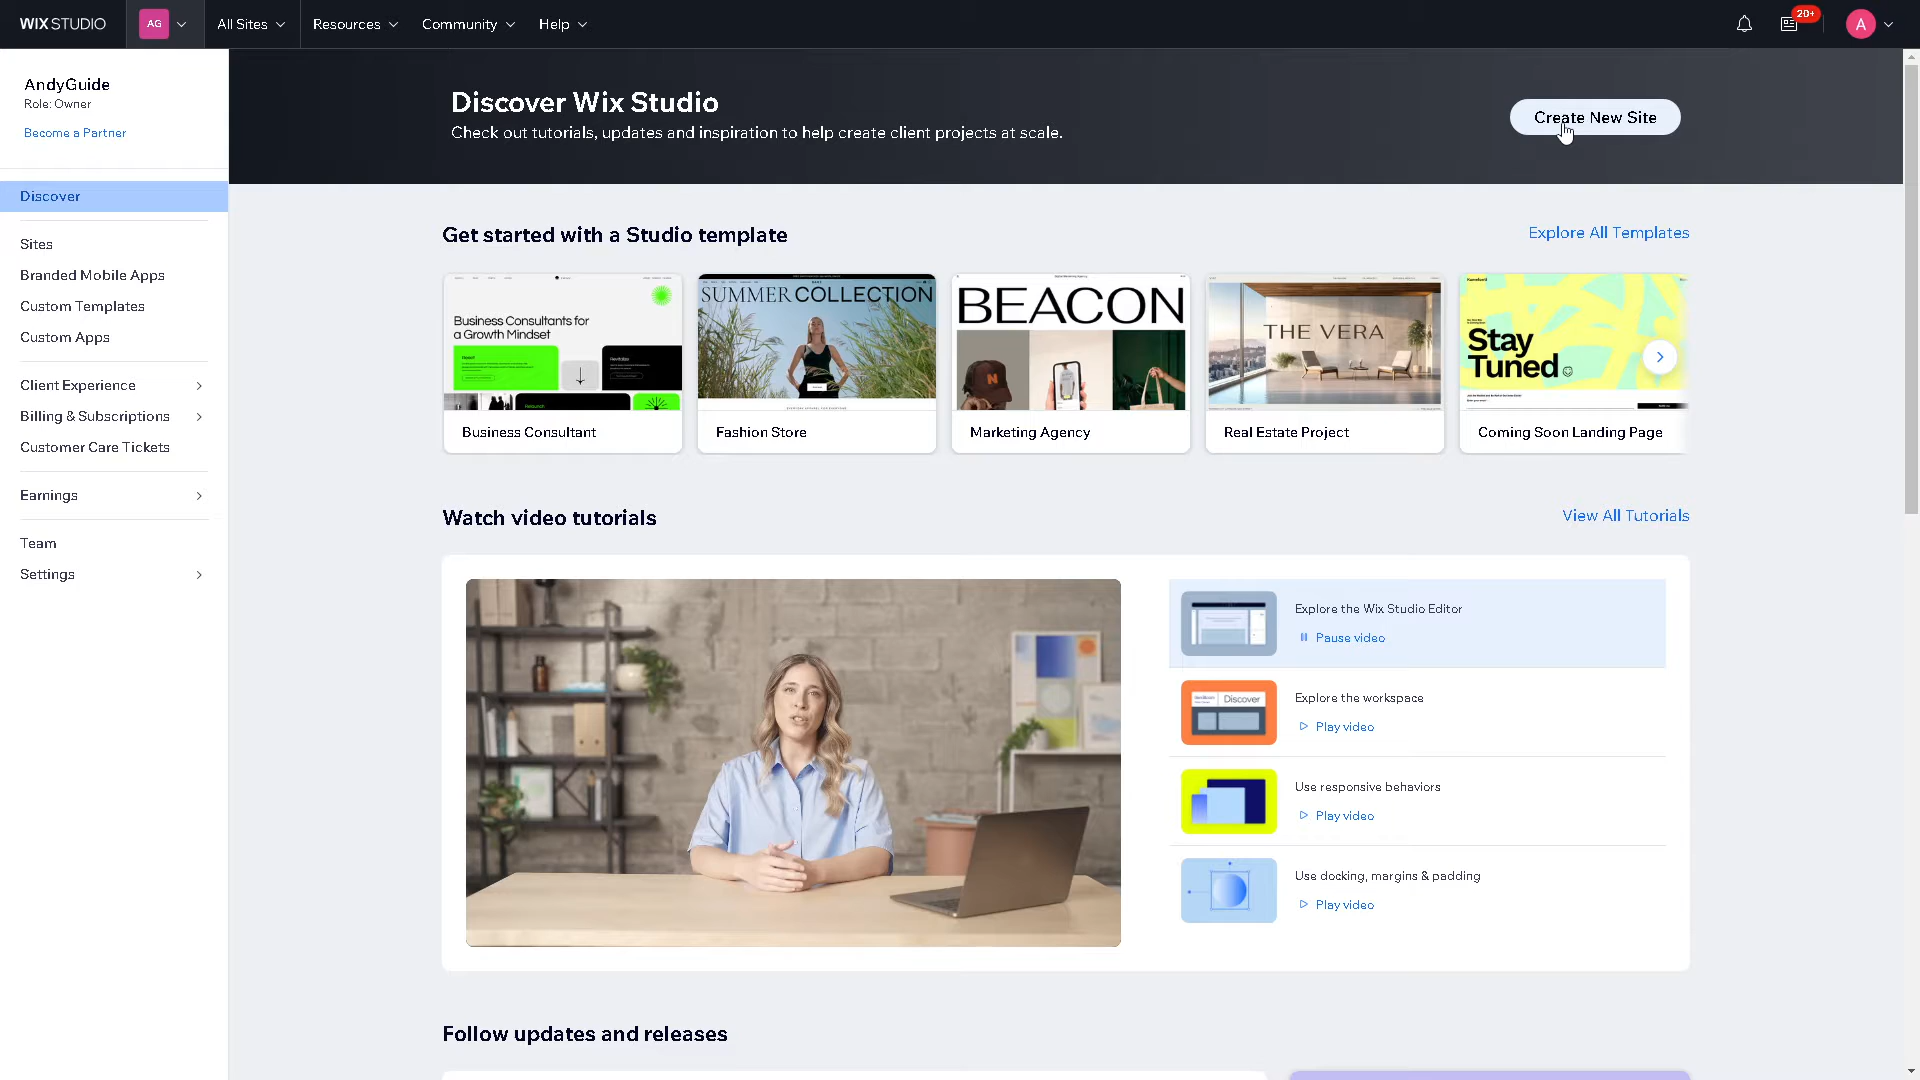 WIX STUDIO
AG
All Sites
Resources
Community
Help
20+
A
AndyGuide
Role: Owner
Become a Partner
Discover
Sites
Branded Mobile Apps
Custom Templates
Custom Apps
Client Experience
Billing & Subscriptions
Customer Care Tickets
Earnings
Team
Settings
Discover Wix Studio
Check out tutorials, updates and inspiration to help create client projects at scale.
Create New Site
Get started with a Studio template
Explore All Templates
Business Consultants for
a Growth Mindset
SUMMER COLLECTION
BEACON
N
THE VERA
Stay
Tuned
Business Consultant
Fashion Store
Marketing Agency
Real Estate Project
Coming Soon Landing Page
Watch video tutorials
View All Tutorials
Explore the Wix Studio Editor
Pause video
Discover
Explore the workspace
Play video
Use responsive behaviors
Play video
Use docking, margins & padding
Play video
Follow updates and releases